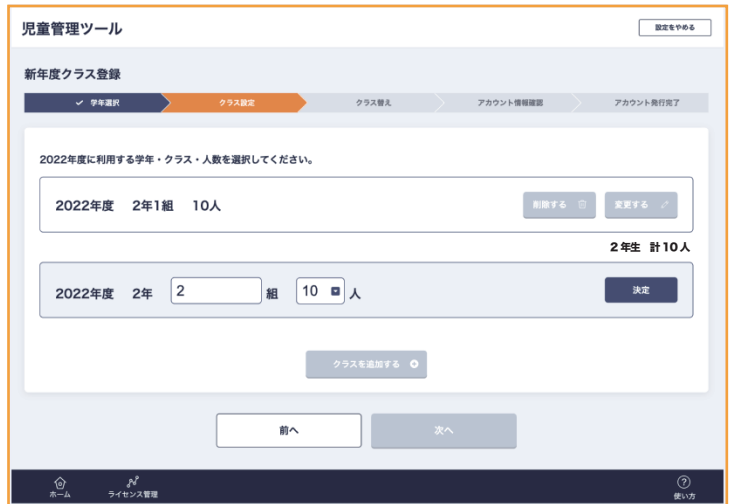 児童管理ツール
設定をやめる
新年度クラス登録
学年選択
クラス設定
クラス替え
アカウント情報確認
アカウント発行完了
2022年度に利用する学年・クラス・人数を選択してください。
2022年度 2年1組 10人
削除する
変更する
2年生 計10人
2022年度 2年 2 組 10 人
決定
クラスを追加する
前へ
次へ
ホーム
ライセンス管理
使い方